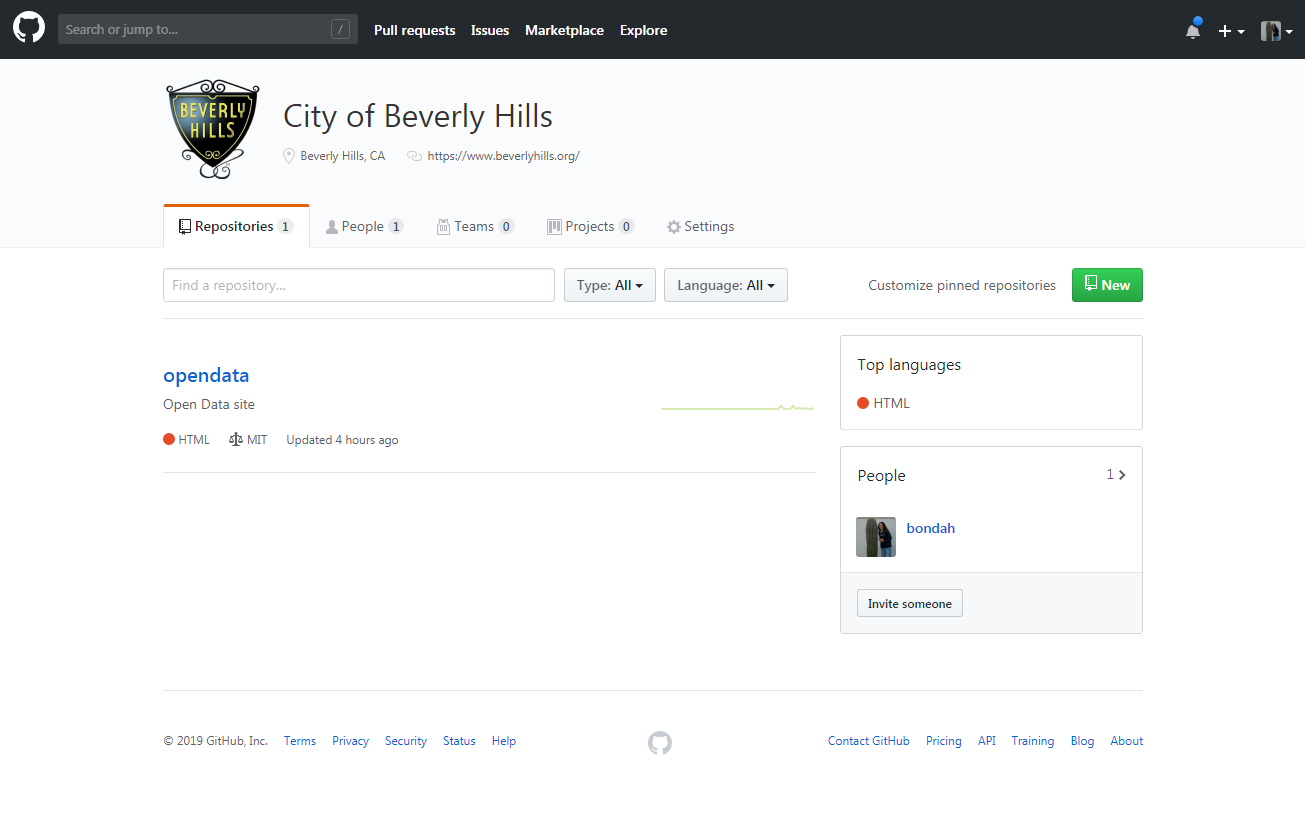 Search or jump to... /
Pull requests Issues Marketplace Explore
BEVERLY
HILLS
City of Beverly Hills
Beverly Hills, CA https://www.beverlyhills.org/
Repositories 1 People 1 Teams 0 Projects 0 Settings
Find a repository... Type: All Language: All Customize pinned repositories New
opendata
Open Data site
HTML MIT Updated 4 hours ago
Top languages
HTML
People 1
bondah
Invite someone
© 2019 GitHub, Inc. Terms Privacy Security Status Help Contact GitHub Pricing API Training Blog About